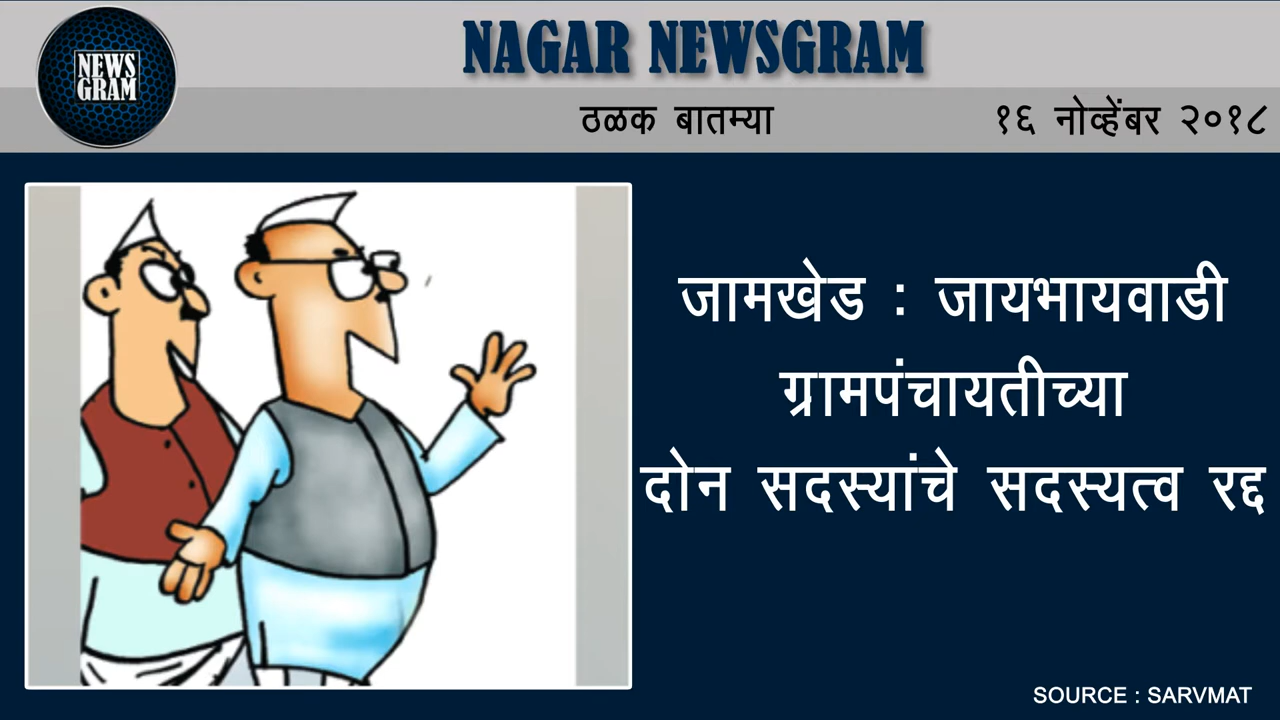 NEWS
GRAM
NAGAR NEWSGRAM
ठळक बातम्या
१६ नोव्हेंबर २०१८
जामखेड : जायभायवाडी
ग्रामपंचायतीच्या
दोन सदस्यांचे सदस्यत्व रद्द
SOURCE : SARVMAT